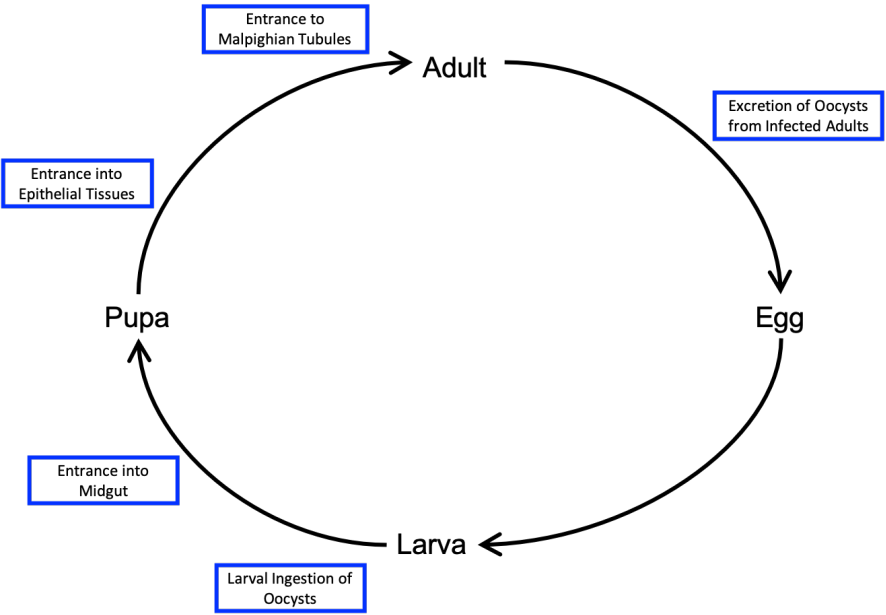 Entrance to
Malpighian Tubules
Adult
Excretion of Oocysts
from Infected Adults
Entrance into
Epithelial Tissues
Pupa
Egg
Entrance into
Midgut
Larva
Larval Ingestion of
Oocysts